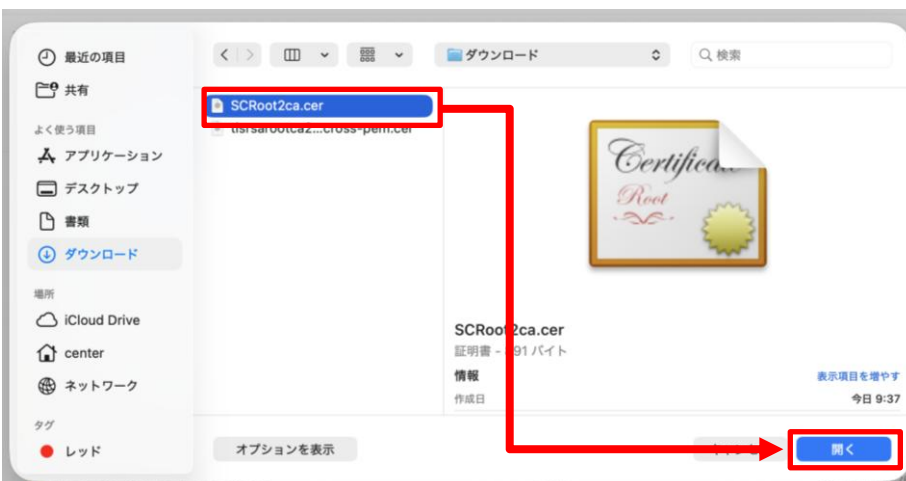 最近の項目
共有
よく使う項目
アプリケーション
デスクトップ
書類
ダウンロード
場所
iCloud Drive
center
ネットワーク
タグ
レッド
ダウンロード
検索
SCRoot2ca.cer
tlsrsarootca2...cross-pem.cer
Certificate
Root
SCRoot2ca.cer
証明書 - 891 バイト
情報
表示項目を増やす
作成日
今日 9:37
オプションを表示
開く